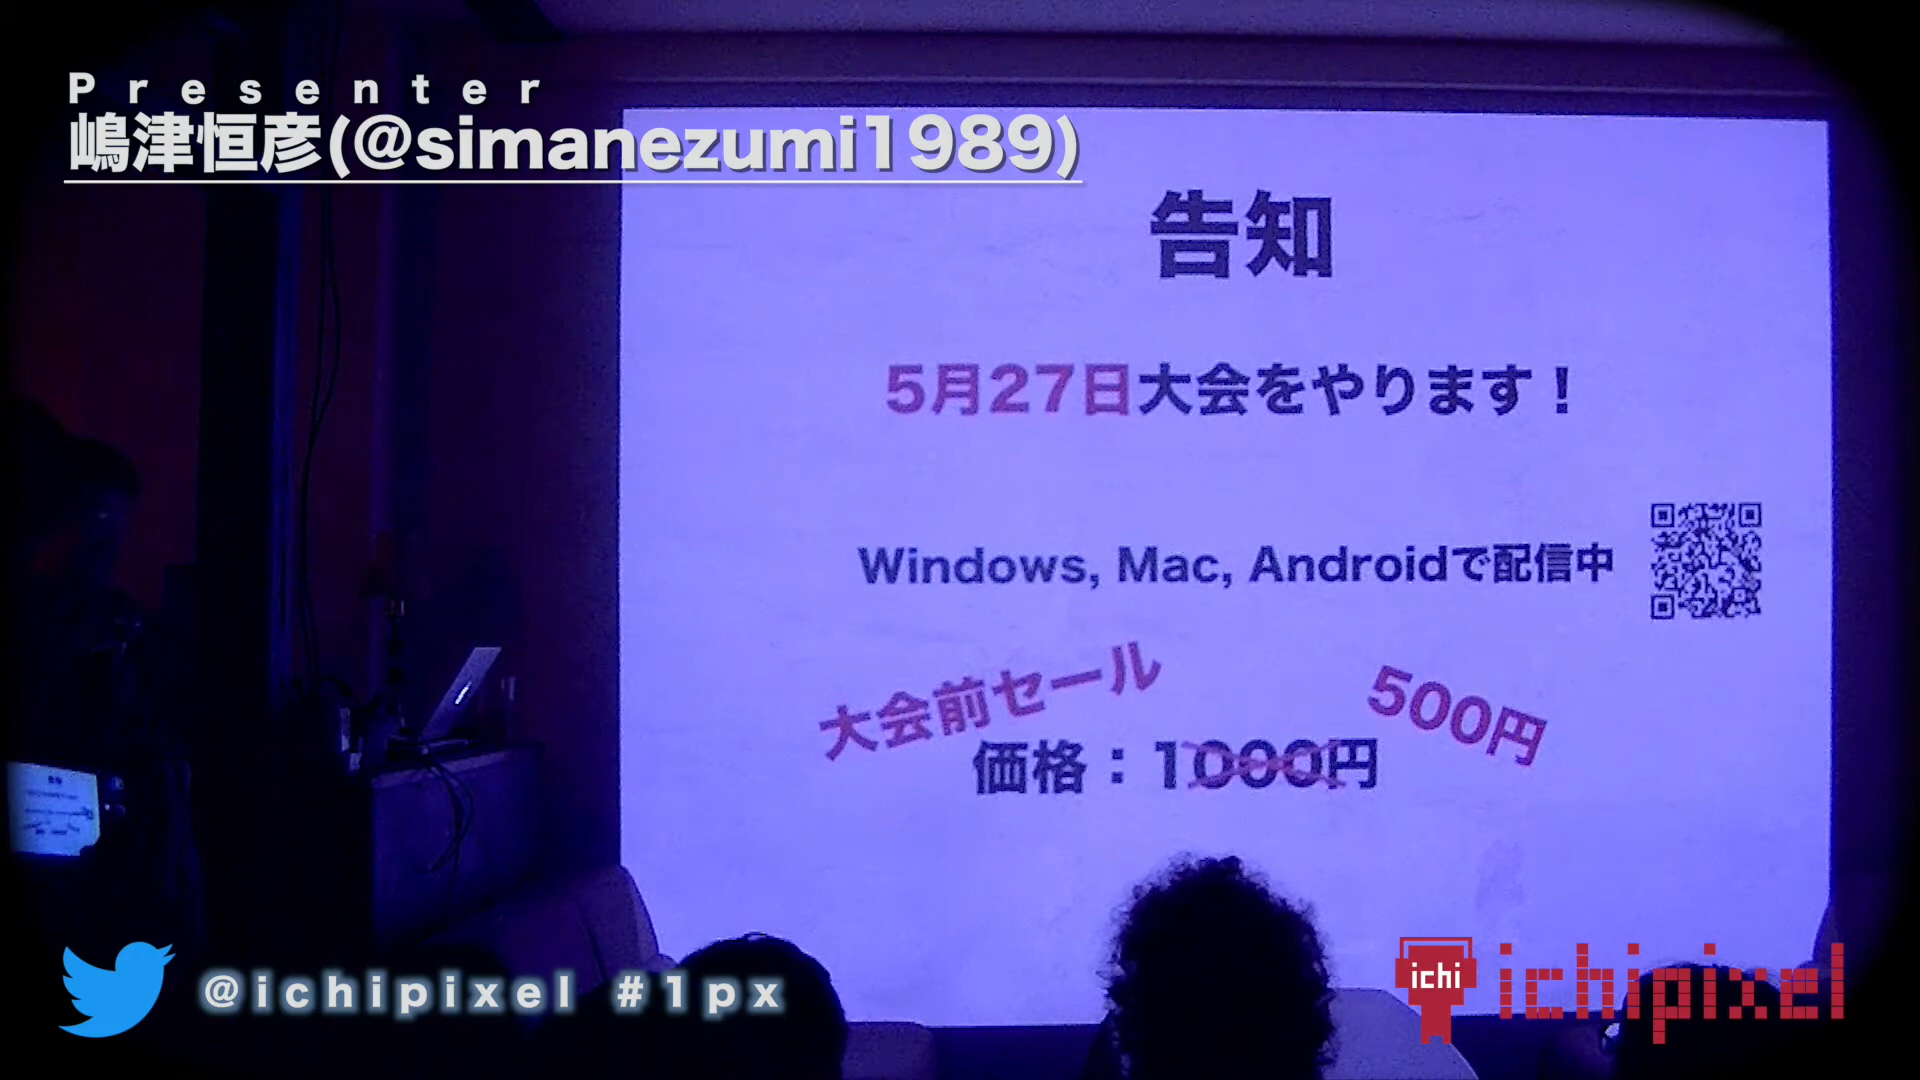 Presenter
嶋津恒彦(@simanezumi1989)
告知
5月27日大会をやります！
Windows, Mac, Androidで配信中
大会前セール
500円
価格：1000円
@ichipixel #1px
ichi
ichipixel